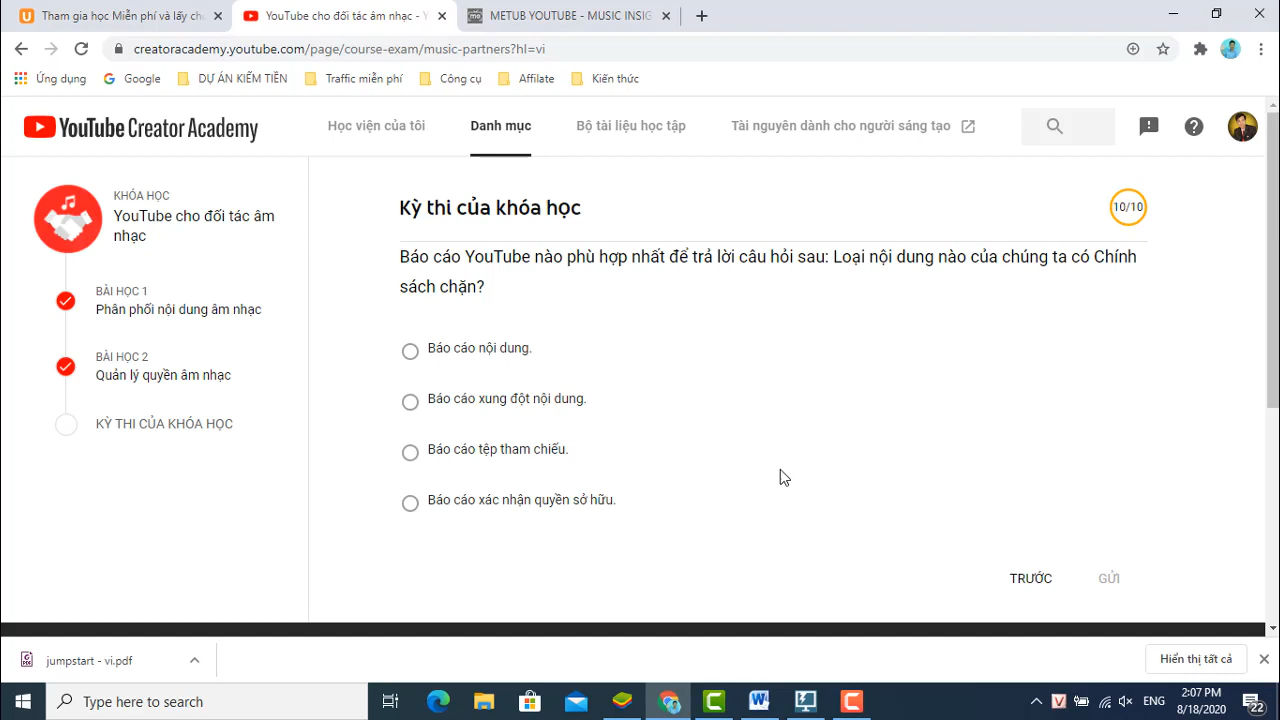 Tham gia học Miễn phí và lấy chứ
YouTube cho đối tác âm nhạc -
METUB YOUTUBE - MUSIC INSIG
creatoracademy.youtube.com/page/course-exam/music-partners?hl=vi
Ứng dụng
Google
DỰ ÁN KIẾM TIỀN
Traffic miễn phí
Công cụ
Affilate
Kiến thức
YouTube Creator Academy
Học viện của tôi
Danh mục
Bộ tài liệu học tập
Tài nguyên dành cho người sáng tạo
KHÓA HỌC
YouTube cho đối tác âm
nhạc
BÀI HỌC 1
Phân phối nội dung âm nhạc
BÀI HỌC 2
Quản lý quyền âm nhạc
KỲ THI CỦA KHÓA HỌC
Kỳ thi của khóa học
10/10
Báo cáo YouTube nào phù hợp nhất để trả lời câu hỏi sau: Loại nội dung nào của chúng ta có Chính
sách chặn?
Báo cáo nội dung.
Báo cáo xung đột nội dung.
Báo cáo tệp tham chiếu.
Báo cáo xác nhận quyền sở hữu.
TRƯỚC
GỬI
jumpstart - vi.pdf
Hiển thị tất cả
Type here to search
ENG
2:07 PM
8/18/2020
22